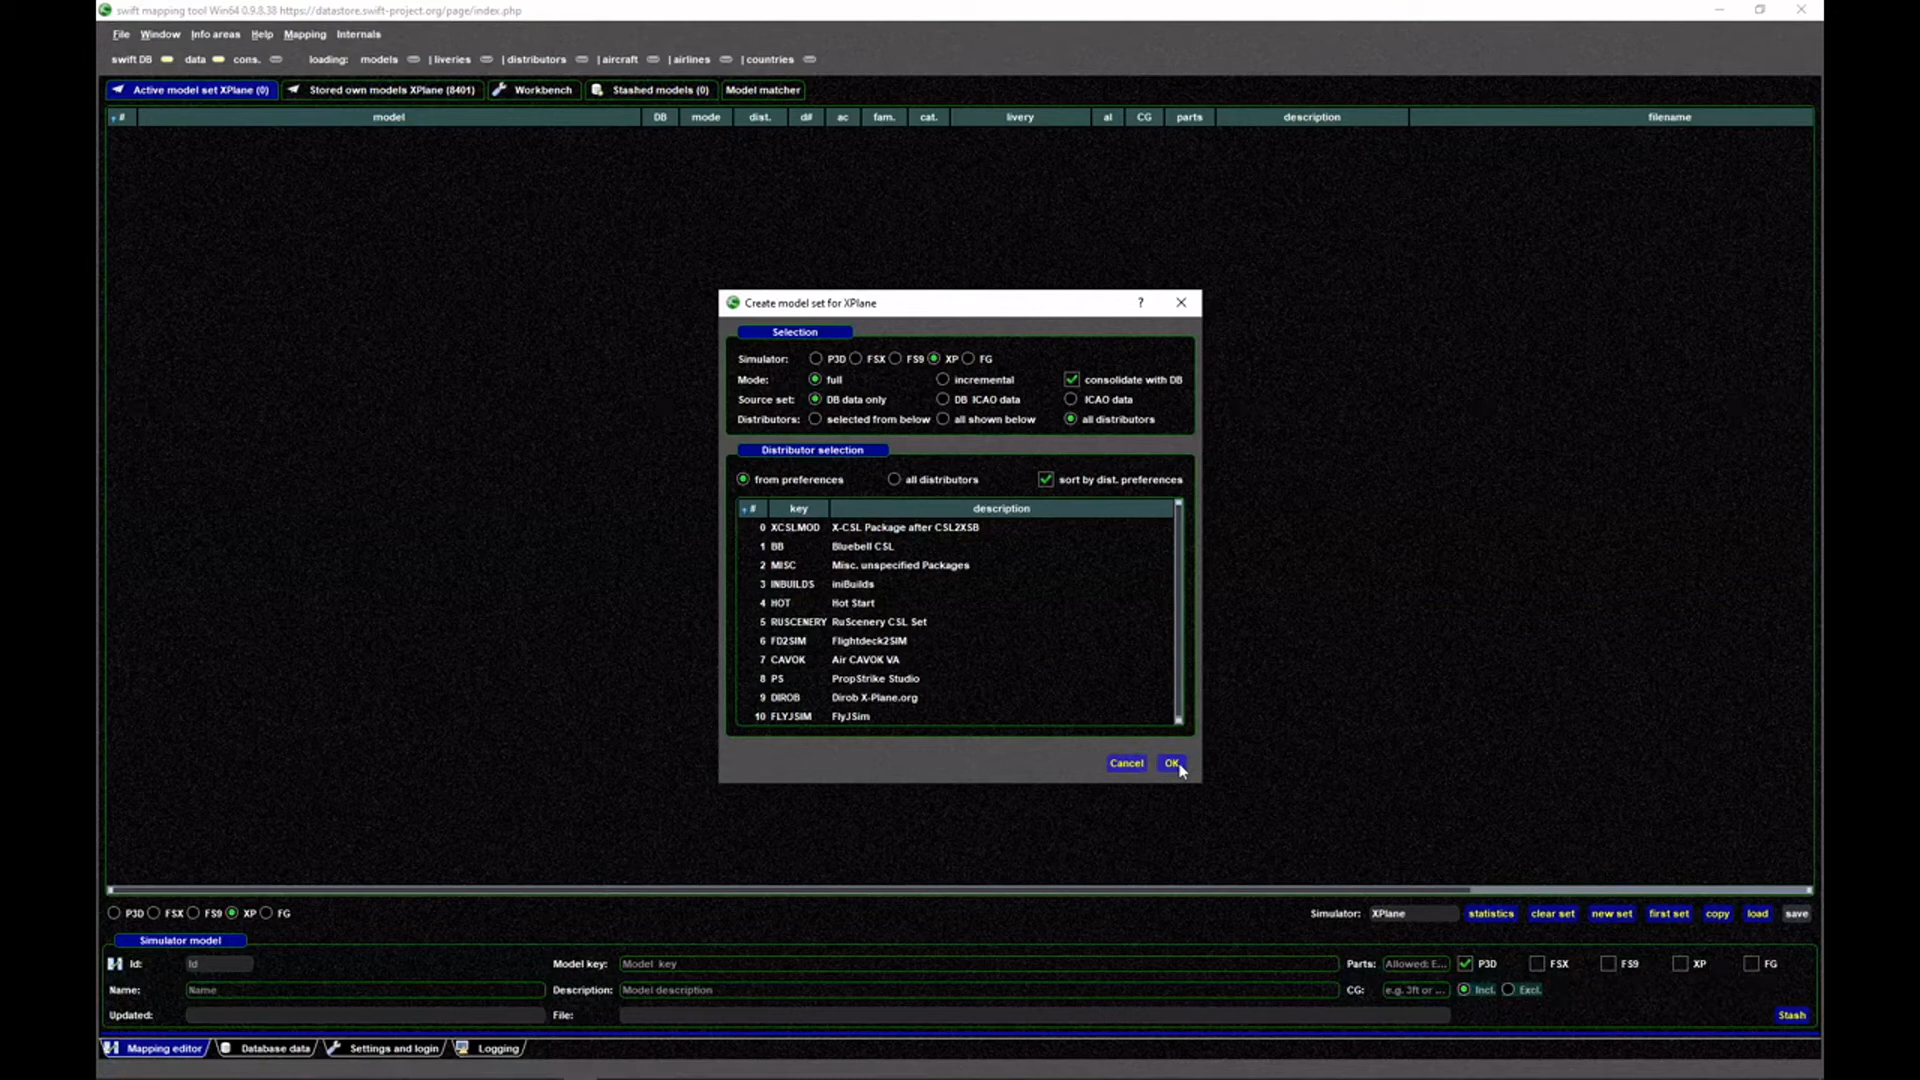 swift mapping tool Win64 0.9.8.38 https://datastore.swift-project.org/page/index.php
File Window Info areas Help Mapping Internals
swift DB data cons. loading: models | liveries | distributors | aircraft | airlines | countries
Active model set XPlane (0) Stored own models XPlane (8401) Workbench Stashed models (0) Model matcher
# model DB mode dist. d# ac fam. cat. livery al CG parts description filename
Create model set for XPlane ?
Selection
Simulator: P3D FSX FS9 XP FG
Mode: full incremental consolidate with DB
Source set: DB data only DB ICAO data ICAO data
Distributors: selected from below all shown below all distributors
Distributor selection
from preferences all distributors sort by dist. preferences
# key description
0 XCSLMOD X-CSL Package after CSL2XSB
1 BB Bluebell CSL
2 MISC Misc. unspecified Packages
3 INBUILDS iniBuilds
4 HOT Hot Start
5 RUSCENERY RuScenery CSL Set
6 FD2SIM Flightdeck2SIM
7 CAVOK Air CAVOK VA
8 PS PropStrike Studio
9 DIROB Dirob X-Plane.org
10 FLYJSIM FlyJSim
Cancel OK
P3D FSX FS9 XP FG Simulator: XPlane statistics clear set new set first set copy load save
Simulator model
Id: Id Model key: Model key Parts: Allowed: E... P3D FSX FS9 XP FG
Name: Name Description: Model description CG: e.g. 3ft or ... Incl. Excl.
Updated: File: Stash
Mapping editor Database data Settings and login Logging